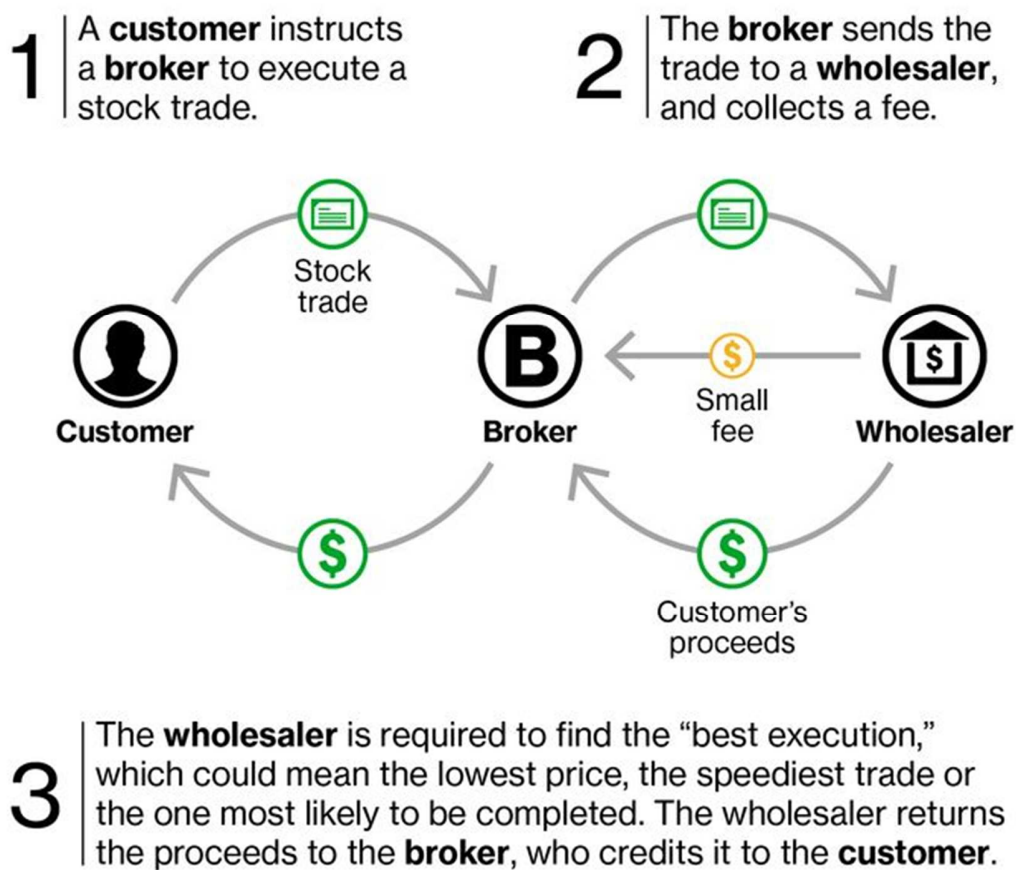 1
A customer instructs
a broker to execute a
stock trade.
2
The broker sends the
trade to a wholesaler,
and collects a fee.
Stock
trade
Customer
B
Broker
$
Small
fee
$
Wholesaler
$
$
Customer's
proceeds
3
The wholesaler is required to find the “best execution,”
which could mean the lowest price, the speediest trade or
the one most likely to be completed. The wholesaler returns
the proceeds to the broker, who credits it to the customer.